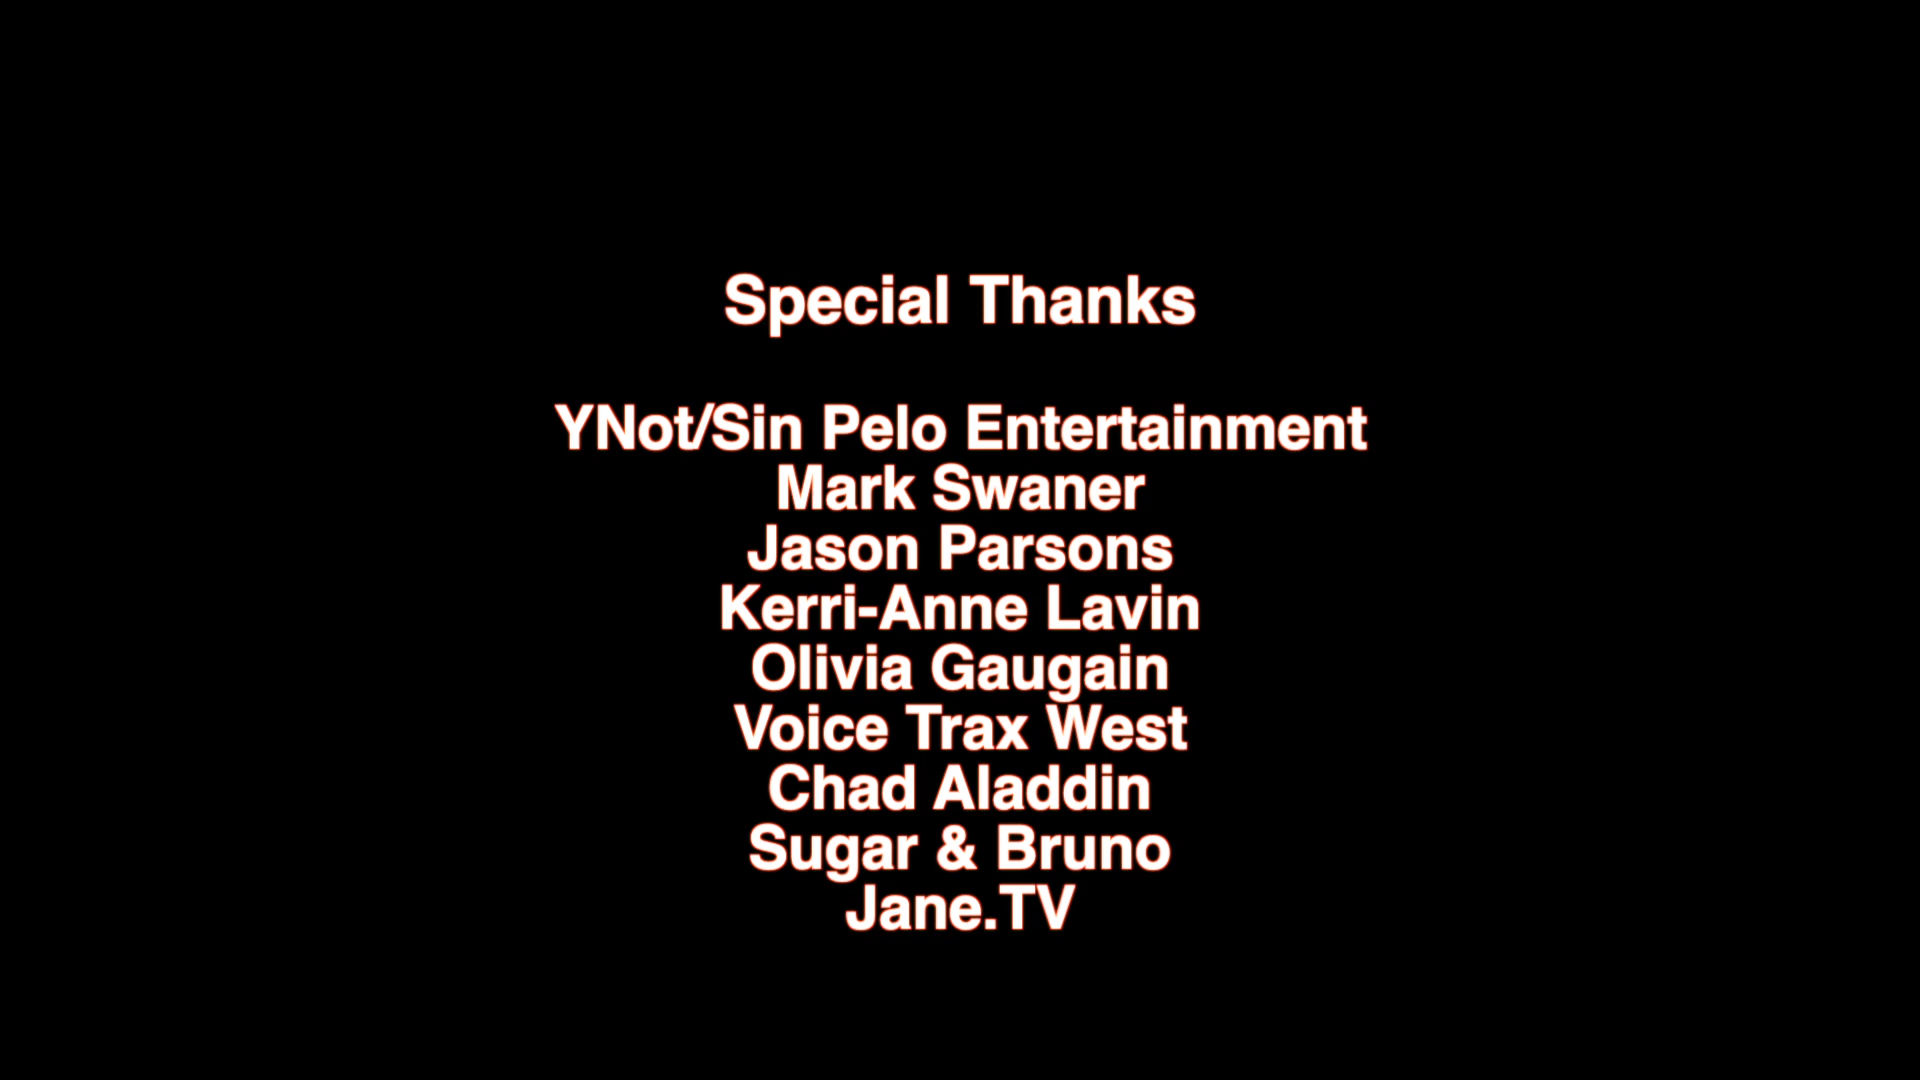 Special Thanks
YNot/Sin Pelo Entertainment
Mark Swaner
Jason Parsons
Kerri-Anne Lavin
Olivia Gaugain
Voice Trax West
Chad Aladdin
Sugar & Bruno
Jane.TV